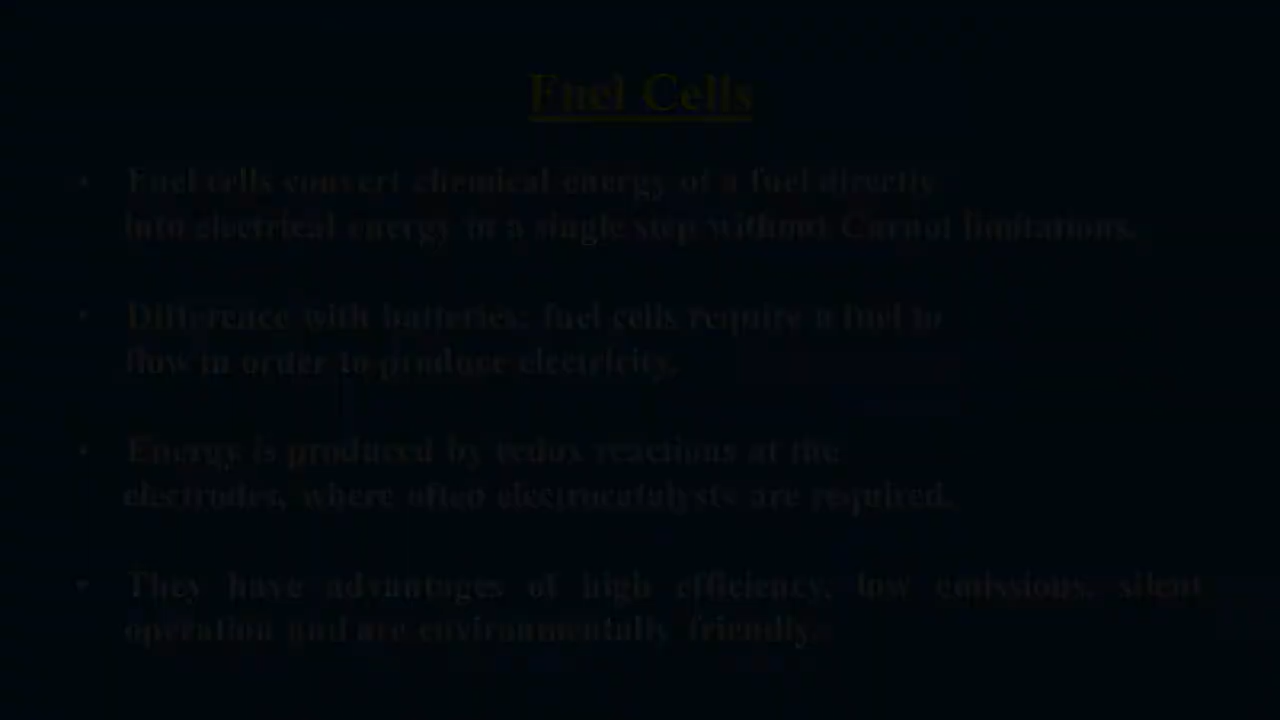 Fuel Cells
• Fuel cells convert chemical energy of a fuel directly
into electrical energy in a single step without Carnot limitations.
• Difference with batteries: fuel cells require a fuel to
flow in order to produce electricity.
• Energy is produced by redox reactions at the
electrodes, where often electrocatalysts are required.
• They have advantages of high efficiency, low emissions, silent
operation and are environmentally friendly.